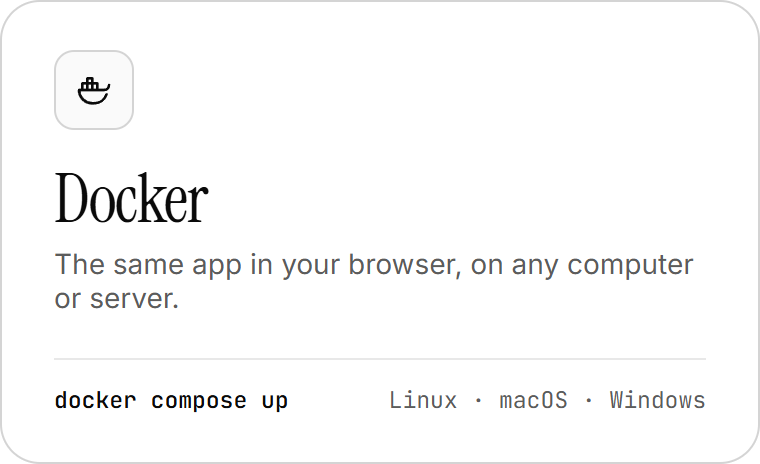 Docker
The same app in your browser, on any computer
or server.
docker compose up
Linux · macOS · Windows